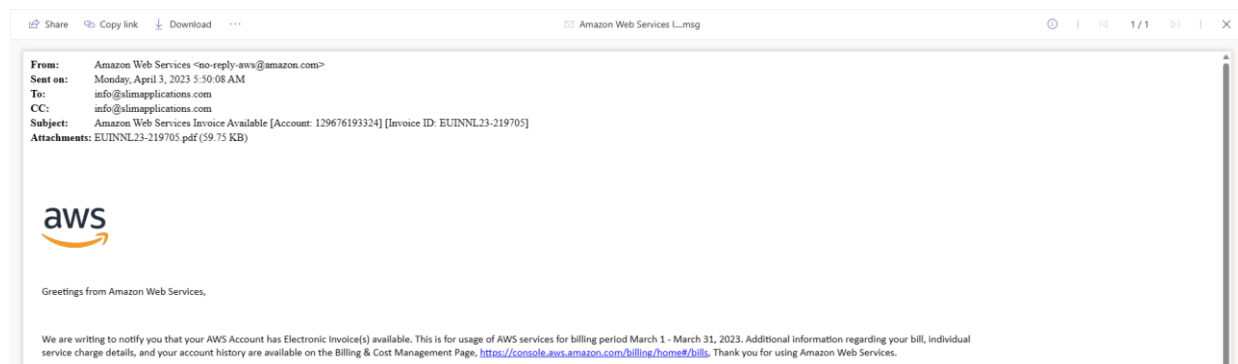 Share Copy link Download ··· Amazon Web Services I....msg 1 / 1
From: Amazon Web Services <no-reply-aws@amazon.com>
Sent on: Monday, April 3, 2023 5:50:08 AM
To: info@slimapplications.com
CC: info@slimapplications.com
Subject: Amazon Web Services Invoice Available [Account: 129676193324] [Invoice ID: EUINNL23-219705]
Attachments: EUINNL23-219705.pdf (59.75 KB)
aws
Greetings from Amazon Web Services,
We are writing to notify you that your AWS Account has Electronic Invoice(s) available. This is for usage of AWS services for billing period March 1 - March 31, 2023. Additional information regarding your bill, individual
service charge details, and your account history are available on the Billing & Cost Management Page, https://console.aws.amazon.com/billing/home#/bills, Thank you for using Amazon Web Services.